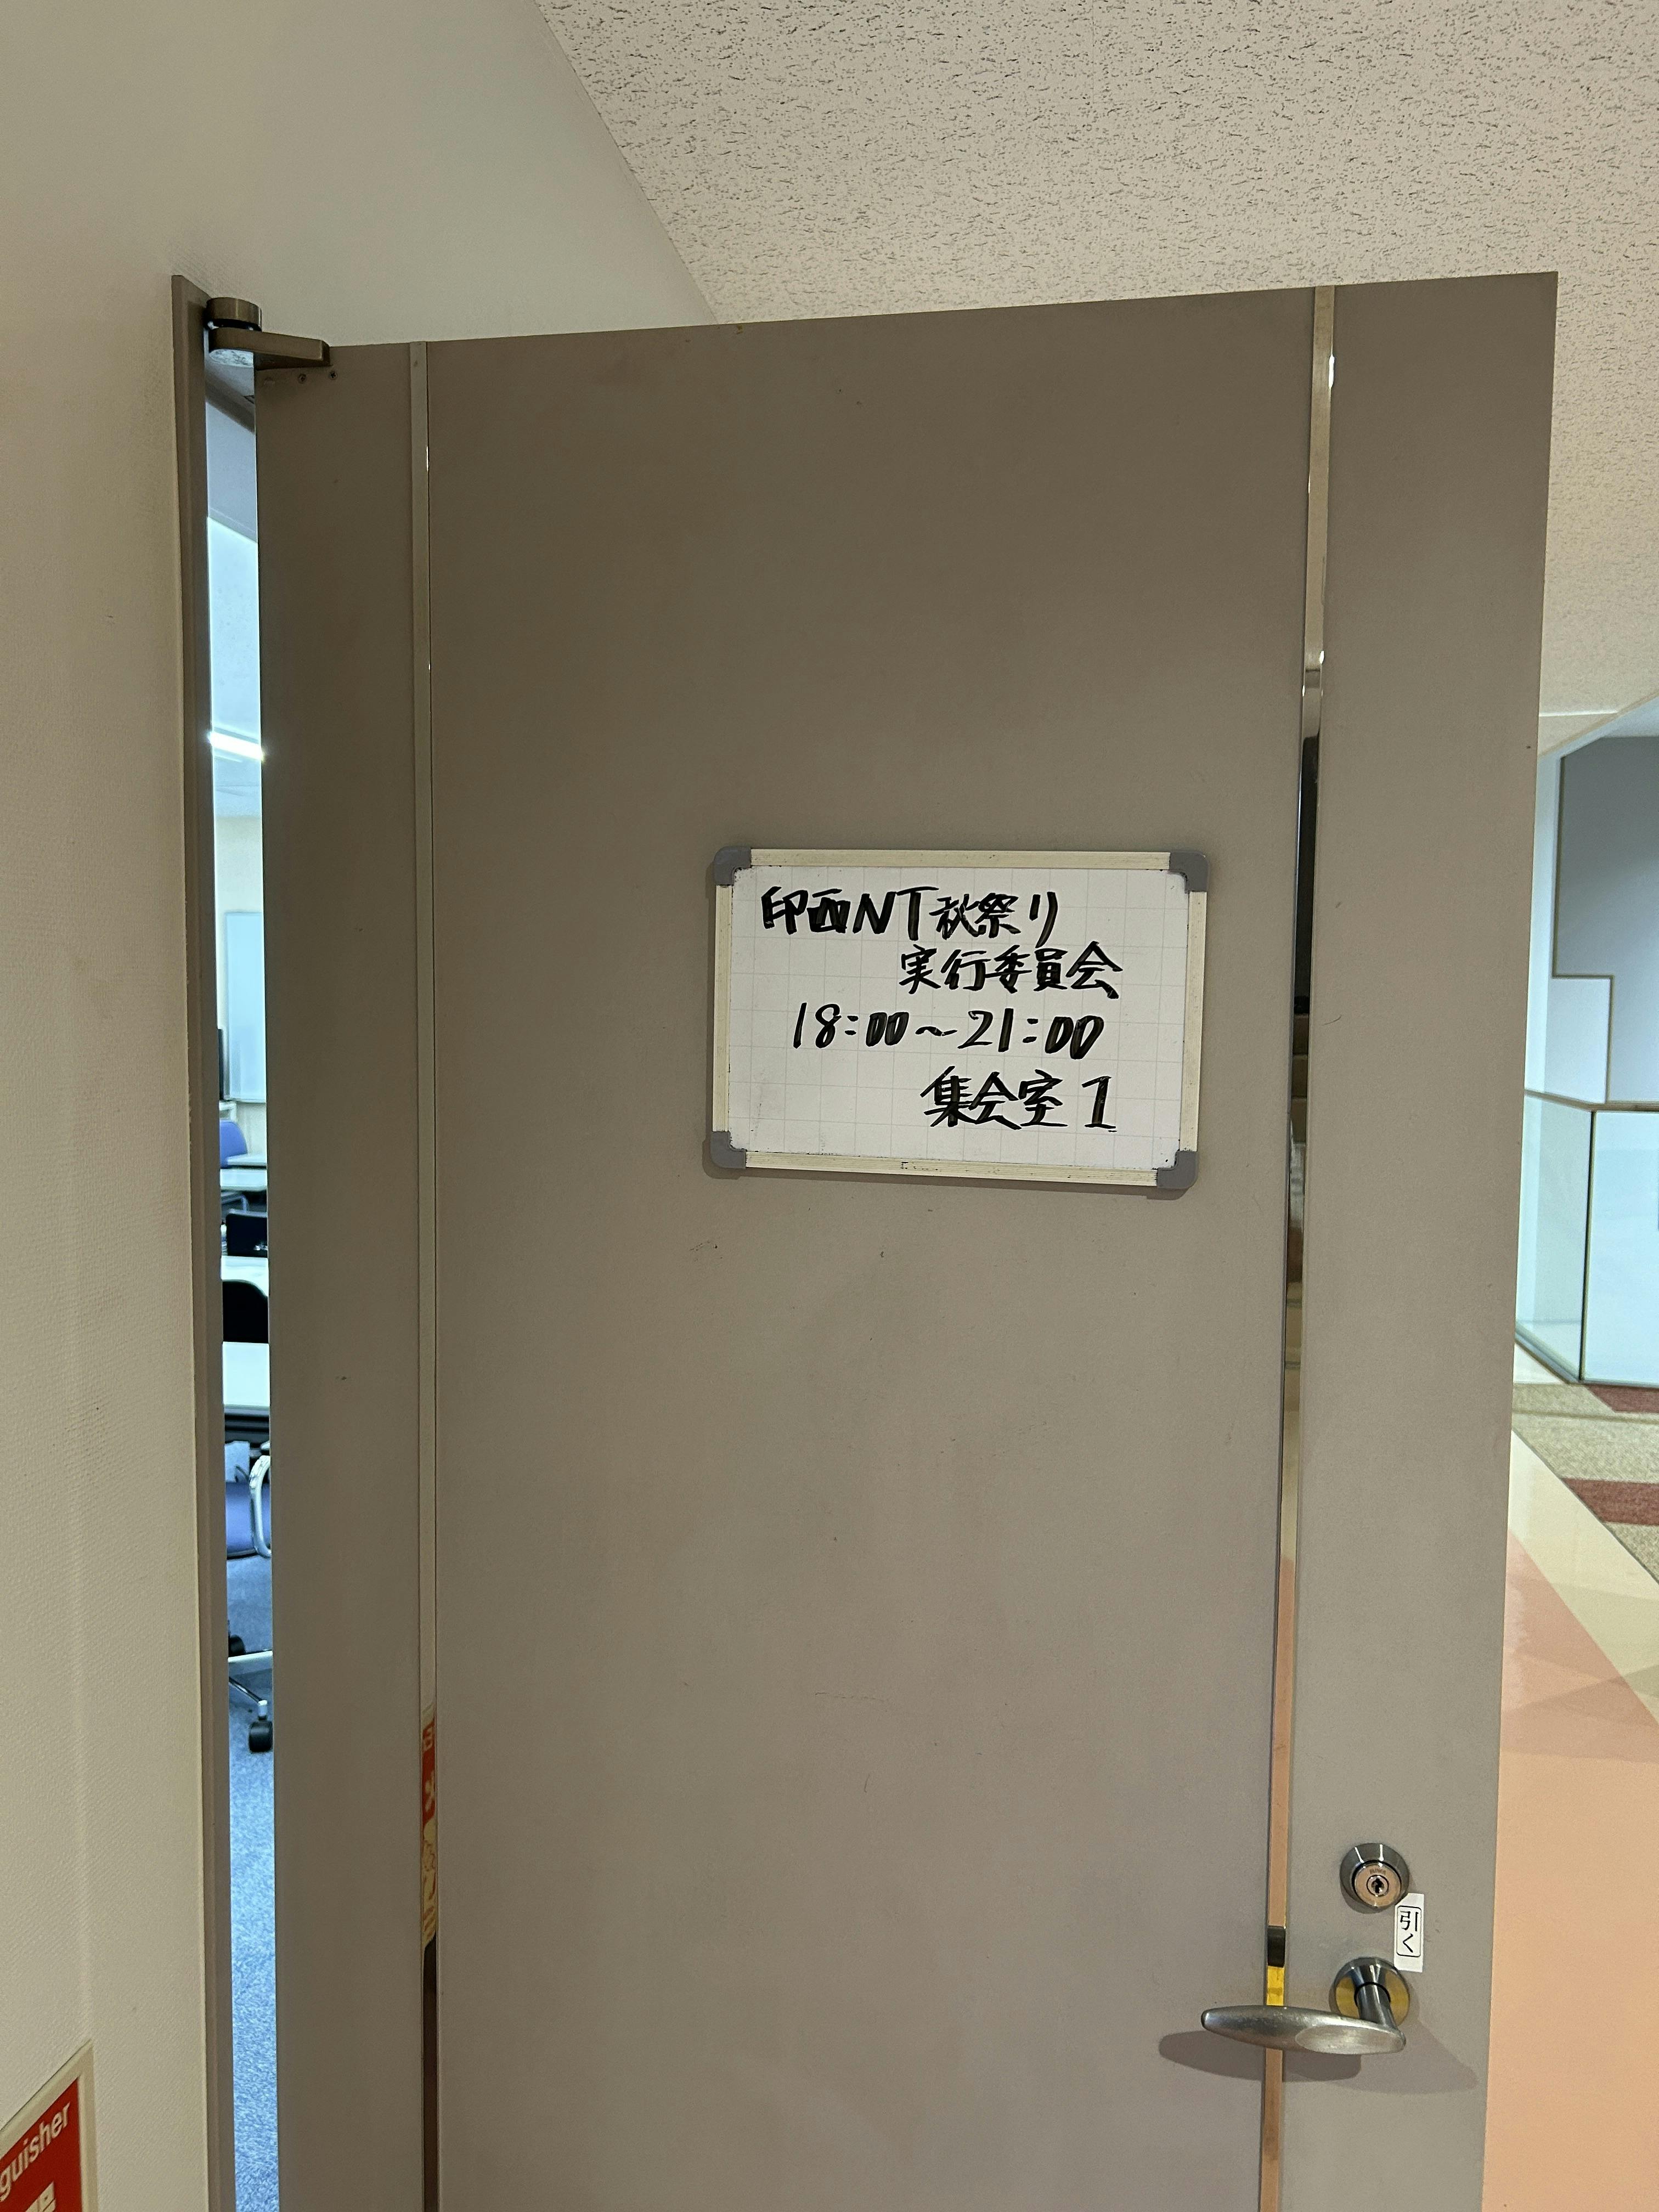 印西NT秋祭り
実行委員会
18:00〜21:00
集会室1
引く
guisher